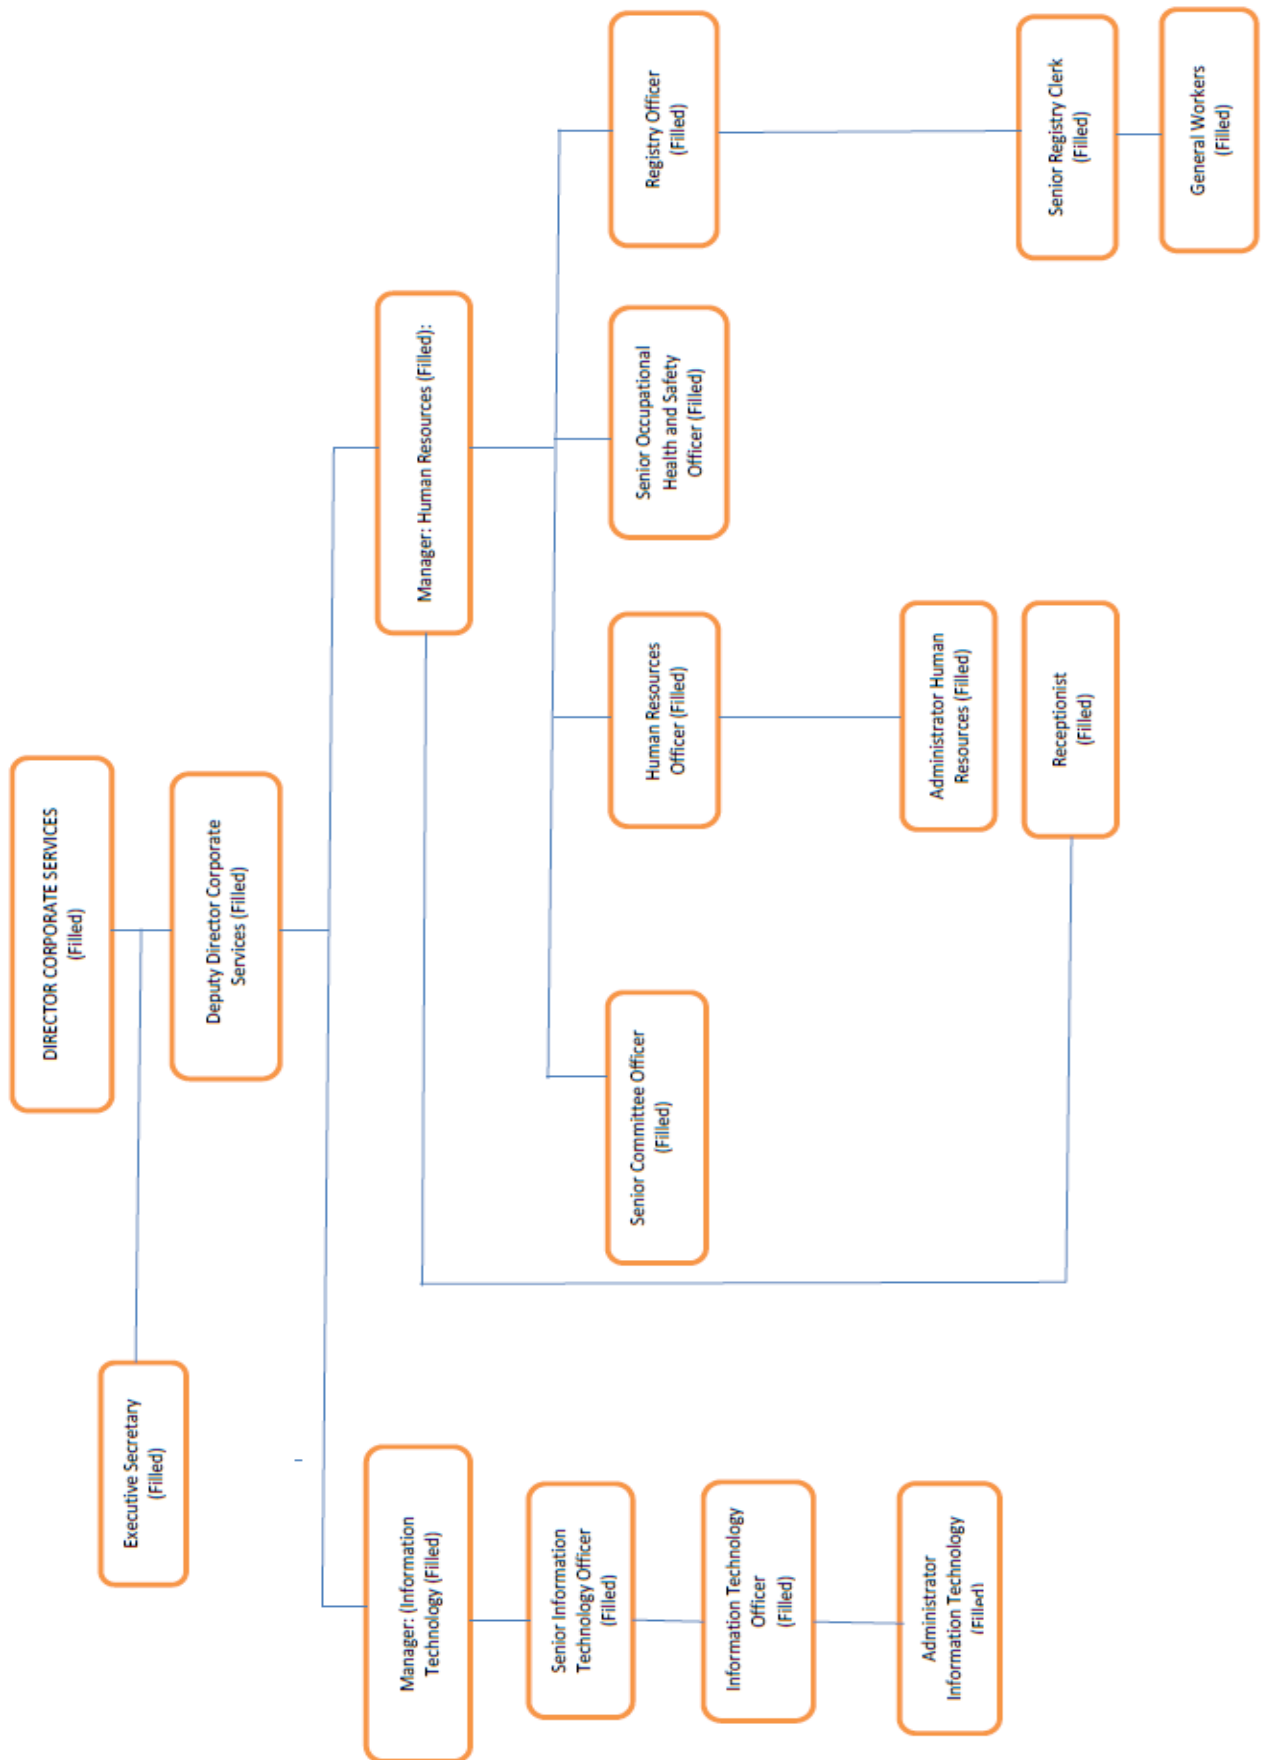 DIRECTOR CORPORATE SERVICES
(Filled)
Executive Secretary
(Filled)
Deputy Director Corporate
Services (Filled)
Manager: (Information
Technology (Filled)
Manager: Human Resources (Filled):
Senior Information
Technology Officer
(Filled)
Senior Committee Officer
(Filled)
Human Resources
Officer (Filled)
Senior Occupational
Health and Safety
Officer (Filled)
Registry Officer
(Filled)
Information Technology
Officer
(Filled)
Administrator
Information Technology
(Filled)
Administrator Human
Resources (Filled)
Receptionist
(Filled)
Senior Registry Clerk
(Filled)
General Workers
(Filled)